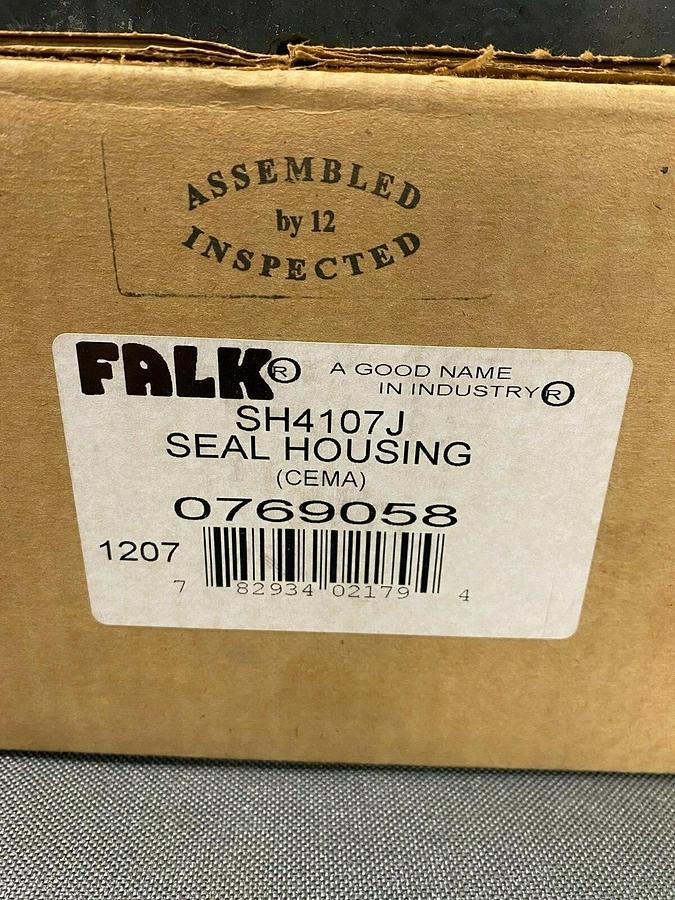 ASSEMBLED
by 12
INSPECTED
FALK® A GOOD NAME
IN INDUSTRY®
SH4107J
SEAL HOUSING
(CEMA)
0769058
1207
7 82934 02179 4